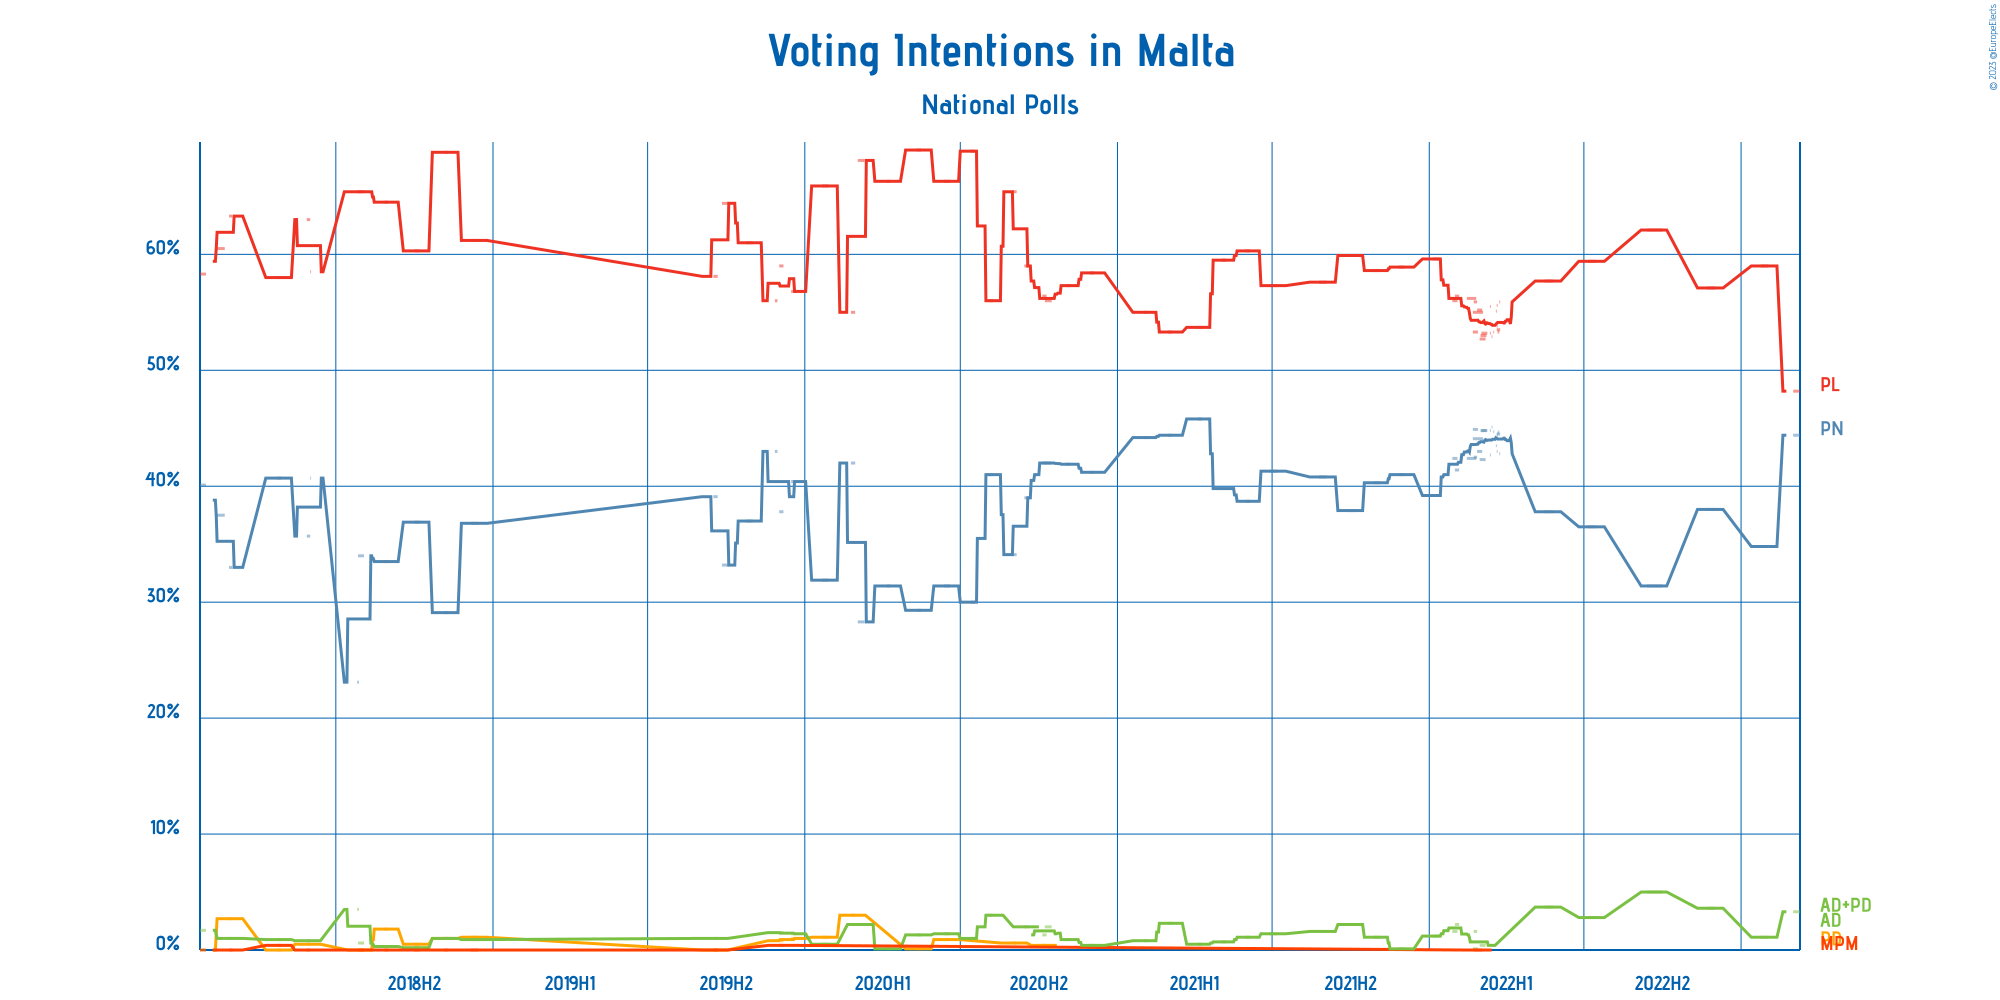 Voting Intentions in Malta
National Polls
© 2023 @EuropeElects
60%
50%
40%
30%
20%
10%
0%
PL
PN
AD+PD
AD
PD
MPM
2018H2
2019H1
2019H2
2020H1
2020H2
2021H1
2021H2
2022H1
2022H2